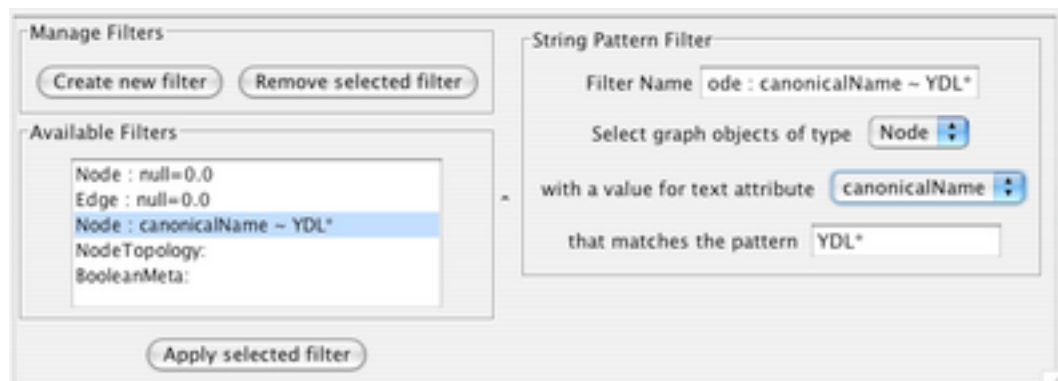 Manage Filters
Create new filter Remove selected filter
Available Filters
Node : null=0.0
Edge : null=0.0
Node : canonicalName ~ YDL*
NodeTopology:
BooleanMeta:
Apply selected filter
String Pattern Filter
Filter Name ode : canonicalName ~ YDL*
Select graph objects of type Node
with a value for text attribute canonicalName
that matches the pattern YDL*